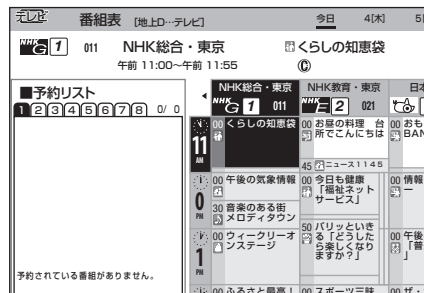 テレビ 番組表 [地上D…テレビ] 今日 4[木] 5
NHK G 1 011 NHK総合・東京 くらしの知恵袋
午前 11:00~午前 11:55 ©
■予約リスト
1 2 3 4 5 6 7 8 0/ 0
予約されている番組がありません。
NHK総合・東京 NHK教育・東京 日本
NHK G 1 011 NHK E 2 021
11 AM
00 くらしの知恵袋
00 お昼の料理 台
所でこんにちは
00 おも
BAN
45 ニュース1145
0 PM
00 午後の気象情報
00 今日も健康
「福祉ネット
サービス」
00 情報
ー
30 音楽のある街
メロディタウン
50 バリッといき
る「どうした
ら楽しくなり
ますか?」
1 PM
00 ウィークリーオ
ンステージ
00 午後
「普
」
00 ふるさと最高!
00 スポーツ三昧
00 ザ・